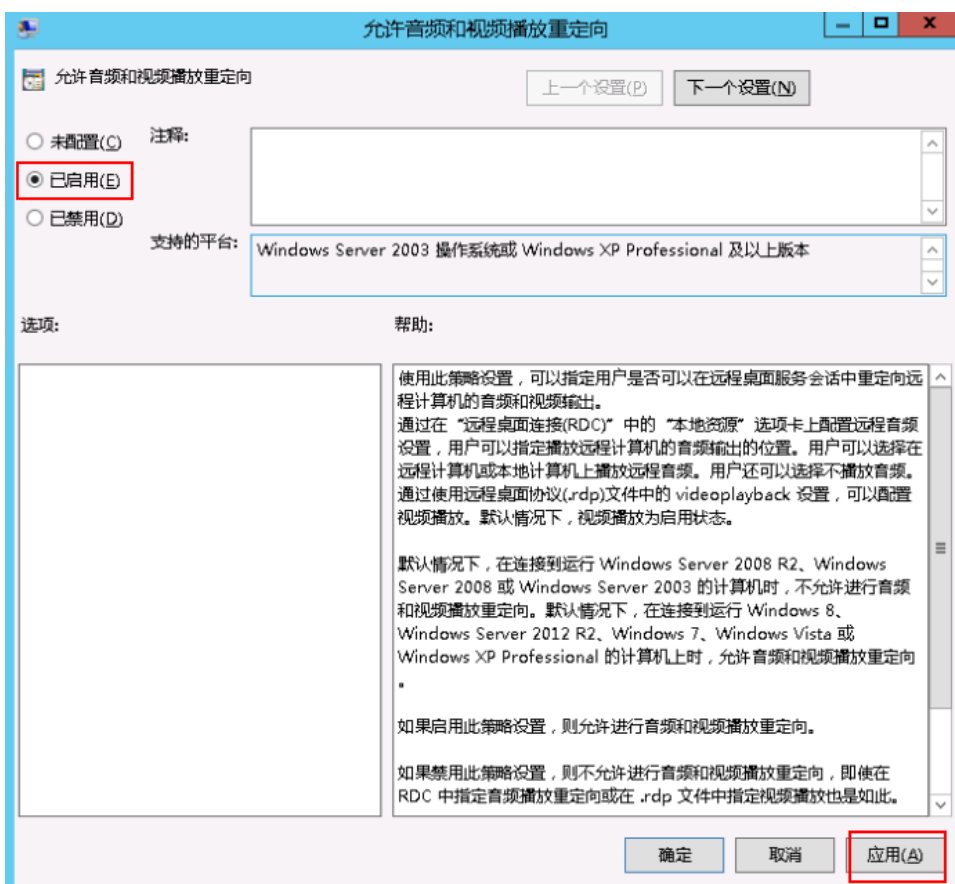 允许音频和视频播放重定向
允许音频和视频播放重定向
上一个设置(P)
下一个设置(N)
未配置(C)
注释:
已启用(E)
已禁用(D)
支持的平台:
Windows Server 2003 操作系统或 Windows XP Professional 及以上版本
选项:
帮助:
使用此策略设置，可以指定用户是否可以在远程桌面服务会话中重定向远
程计算机的音频和视频输出。
通过在“远程桌面连接(RDC)”中的“本地资源”选项卡上配置远程音频
设置，用户可以指定播放远程计算机的音频输出的位置。用户可以选择在
远程计算机或本地计算机上播放远程音频。用户还可以选择不播放音频。
通过使用远程桌面协议(.rdp)文件中的 videoplayback 设置，可以配置
视频播放。默认情况下，视频播放为启用状态。
默认情况下，在连接到运行 Windows Server 2008 R2、Windows
Server 2008 或 Windows Server 2003 的计算机时，不允许进行音频
和视频播放重定向。默认情况下，在连接到运行 Windows 8、
Windows Server 2012 R2、Windows 7、Windows Vista 或
Windows XP Professional 的计算机上时，允许音频和视频播放重定向
。
如果启用此策略设置，则允许进行音频和视频播放重定向。
如果禁用此策略设置，则不允许进行音频和视频播放重定向，即使在
RDC 中指定音频播放重定向或在 .rdp 文件中指定视频播放也是如此。
确定
取消
应用(A)